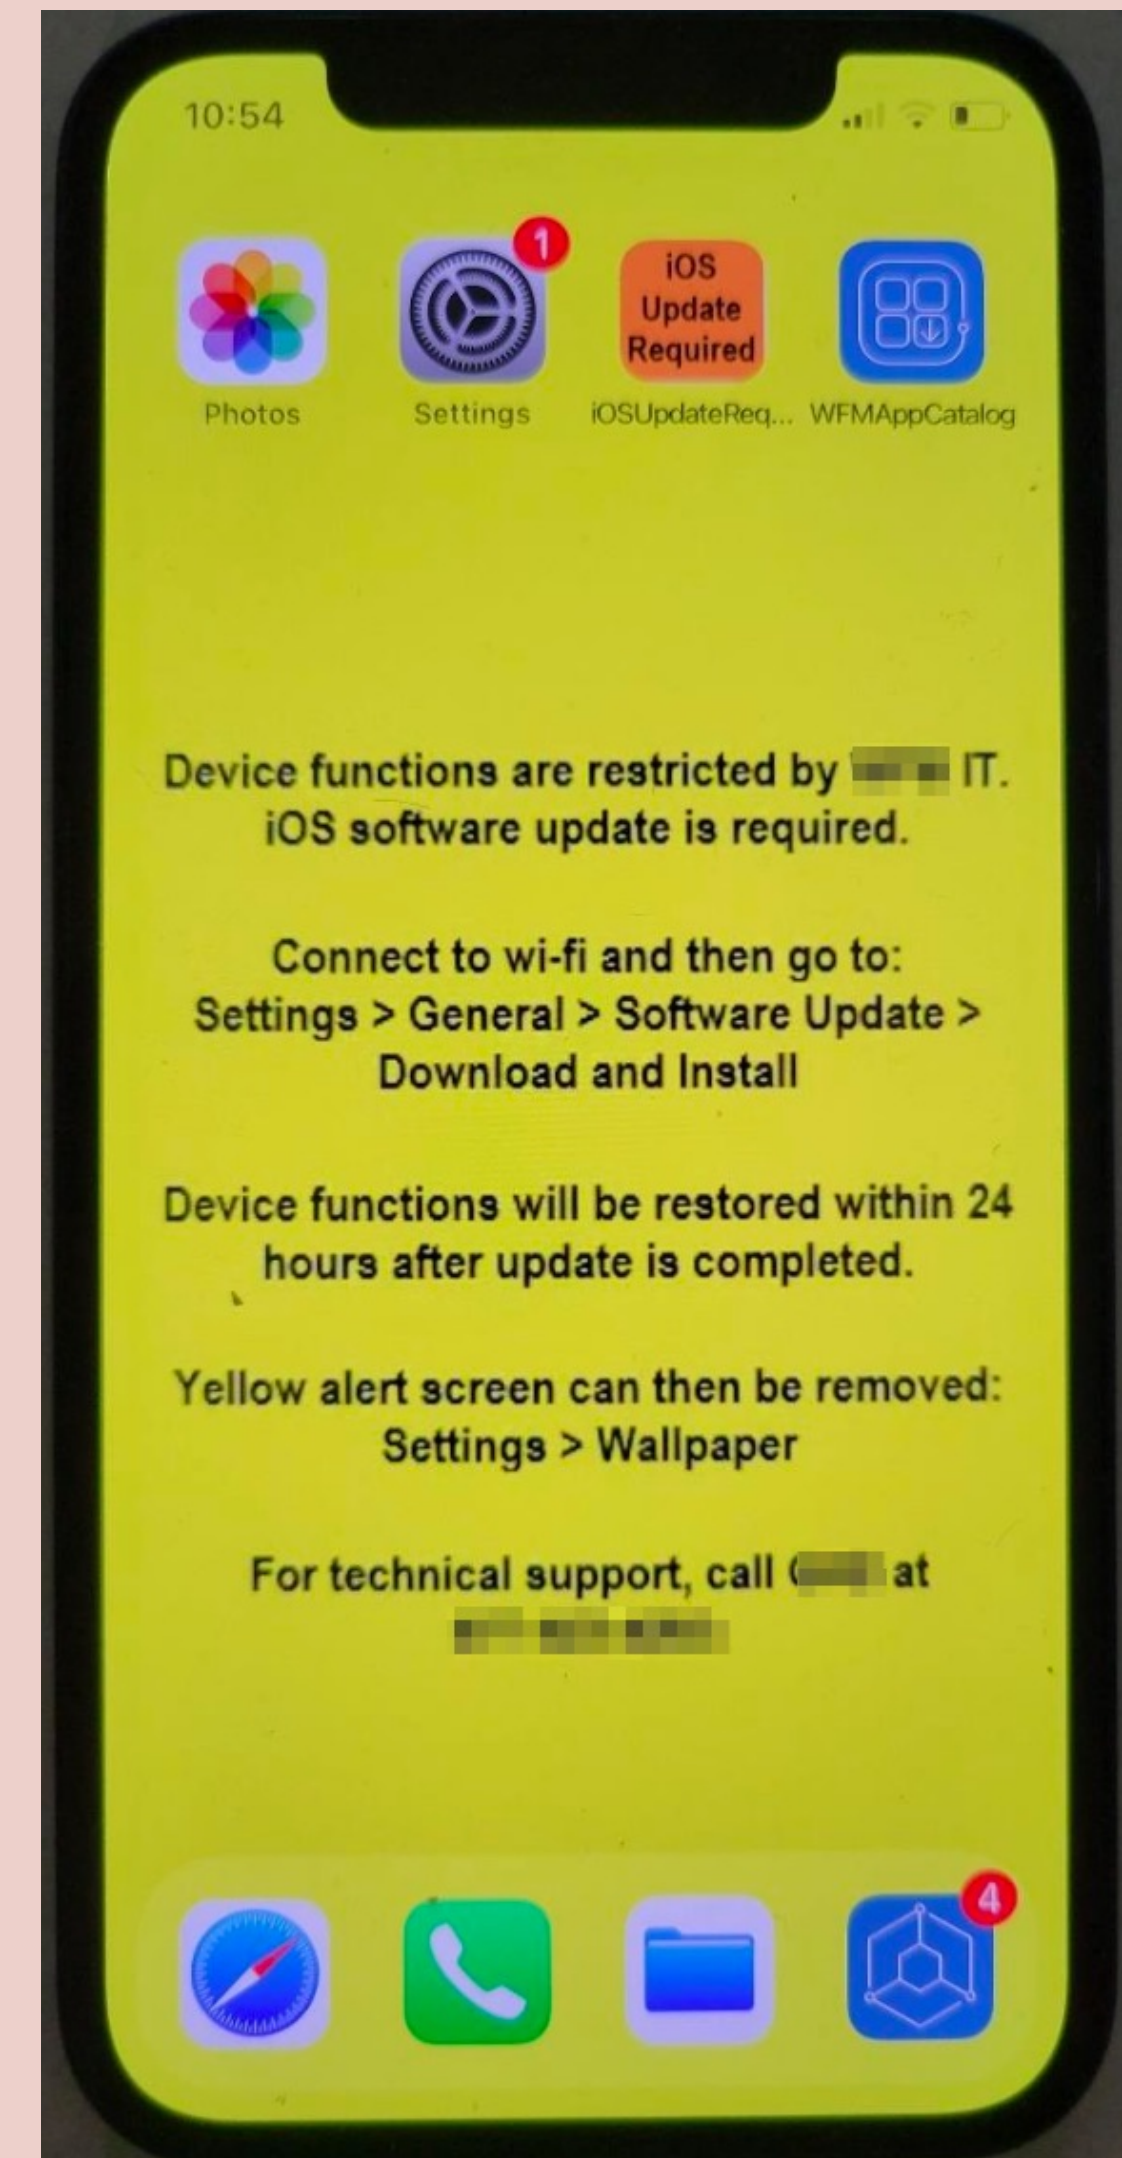 10:54
1
iOS
Update
Required
Photos
Settings
iOSUpdateReq...
WFMAppCatalog
Device functions are restricted by IT.
iOS software update is required.
Connect to wi-fi and then go to:
Settings > General > Software Update >
Download and Install
Device functions will be restored within 24
hours after update is completed.
Yellow alert screen can then be removed:
Settings > Wallpaper
For technical support, call at
4